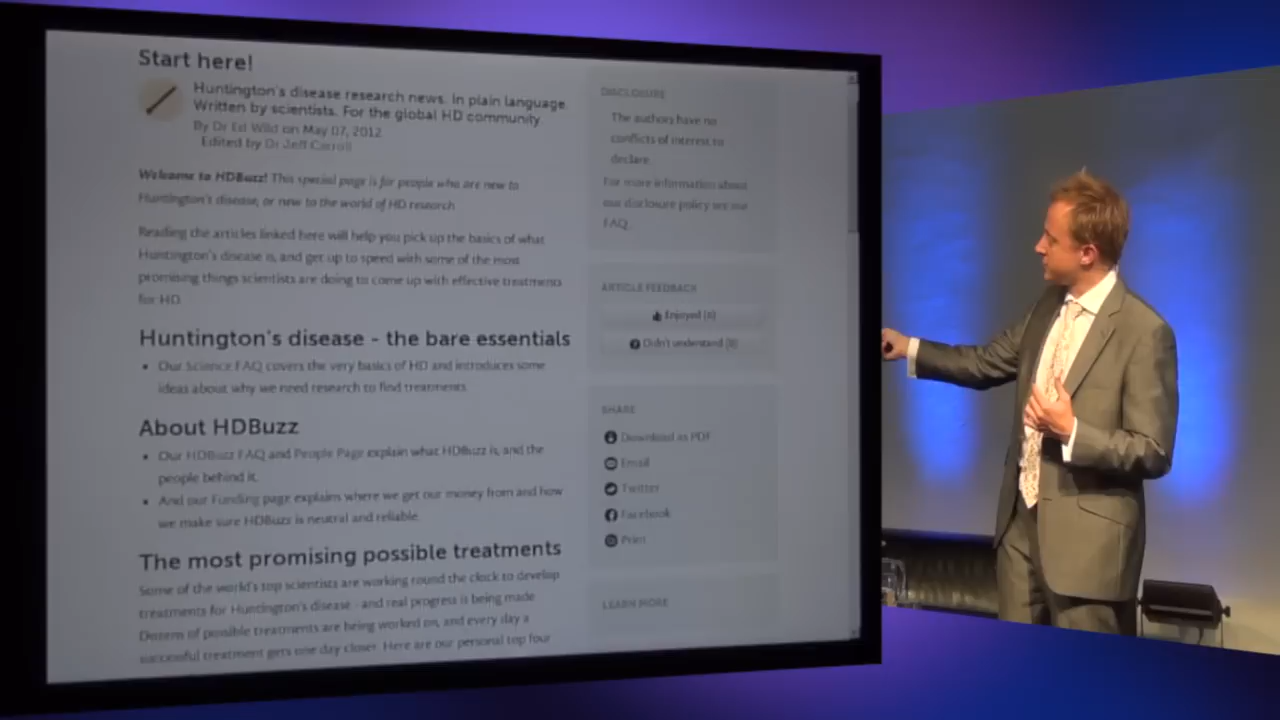 Start here!
Huntington's disease research news. In plain language.
Written by scientists. For the global HD community.
By Dr Ed Wild on May 07, 2012
Edited by Dr Jeff Carroll
Welcome to HDBuzz! This special page is for people who are new to
Huntington's disease, or new to the world of HD research.
Reading the articles linked here will help you pick up the basics of what
Huntington's disease is, and get up to speed with some of the most
promising things scientists are doing to come up with effective treatments
for HD.
Huntington's disease - the bare essentials
• Our Science FAQ covers the very basics of HD and introduces some
ideas about why we need research to find treatments.
About HDBuzz
• Our HDBuzz FAQ and People Page explain what HDBuzz is, and the
people behind it.
• And our Funding page explains where we get our money from and how
we make sure HDBuzz is neutral and reliable.
The most promising possible treatments
Some of the world's top scientists are working round the clock to develop
treatments for Huntington's disease - and real progress is being made.
Dozens of possible treatments are being worked on, and every day a
successful treatment gets one day closer. Here are our personal top four
DISCLOSURE
The authors have no
conflicts of interest to
declare.
For more information about
our disclosure policy see our
FAQ
ARTICLE FEEDBACK
Enjoyed (0)
Didn't understand (0)
SHARE
Download as PDF
Email
Twitter
Facebook
Print
LEARN MORE